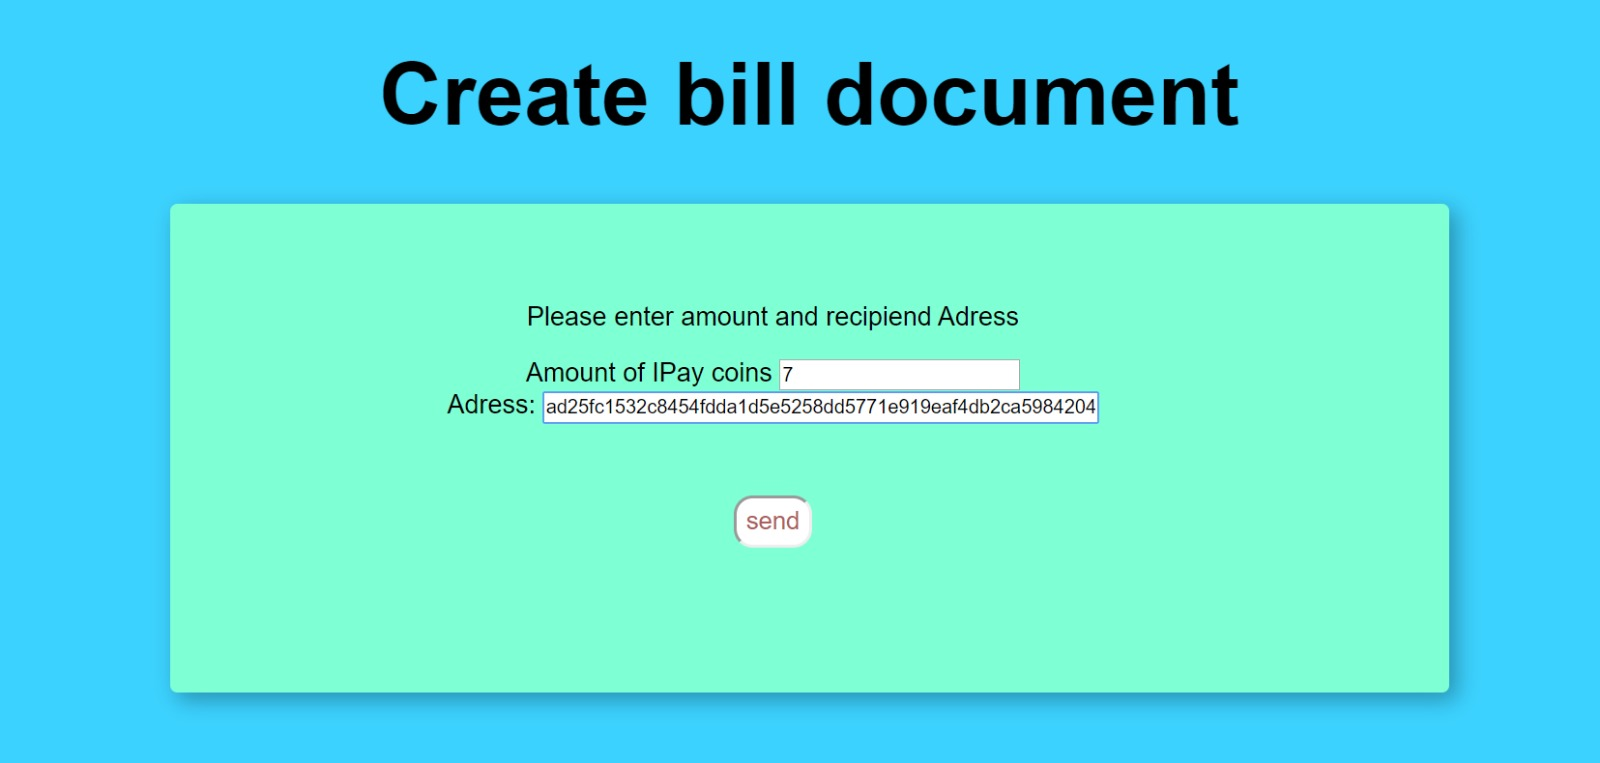 Create bill document
Please enter amount and recipiend Adress
Amount of IPay coins 7
Adress: ad25fc1532c8454fdda1d5e5258dd5771e919eaf4db2ca5984204
send